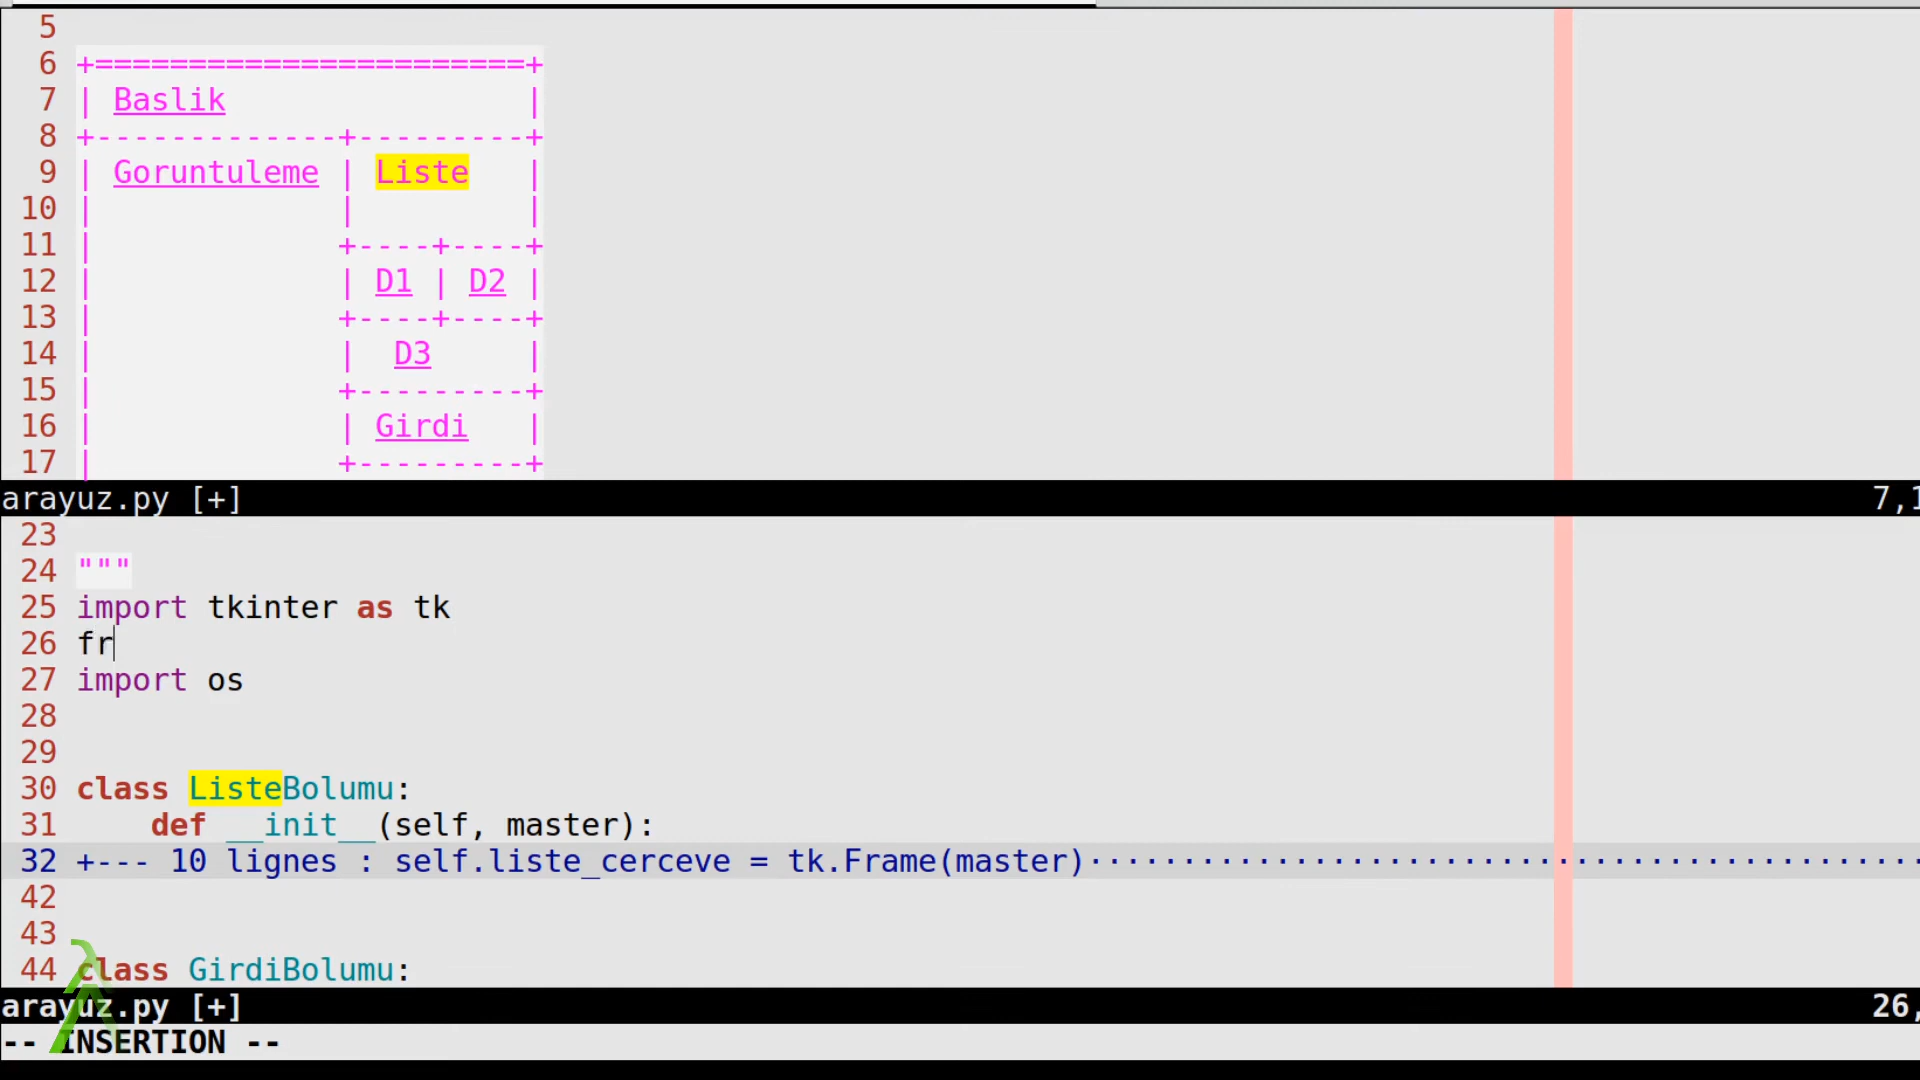 5
6 +=======================+
7 | Baslik                |
8 +-------------+---------+
9 | Goruntuleme | Liste   |
10 |             |         |
11 |             +----+----+
12 |             | D1 | D2 |
13 |             +----+----+
14 |             |  D3     |
15 |             +---------+
16 |             | Girdi   |
17 |             +---------+
arayuz.py [+] 7,1
23
24 """
25 import tkinter as tk
26 fr
27 import os
28
29
30 class ListeBolumu:
31     def __init__(self, master):
32 +--- 10 lignes : self.liste_cerceve = tk.Frame(master)·············································
42
43
44 class GirdiBolumu:
arayuz.py [+] 26,
-- INSERTION --